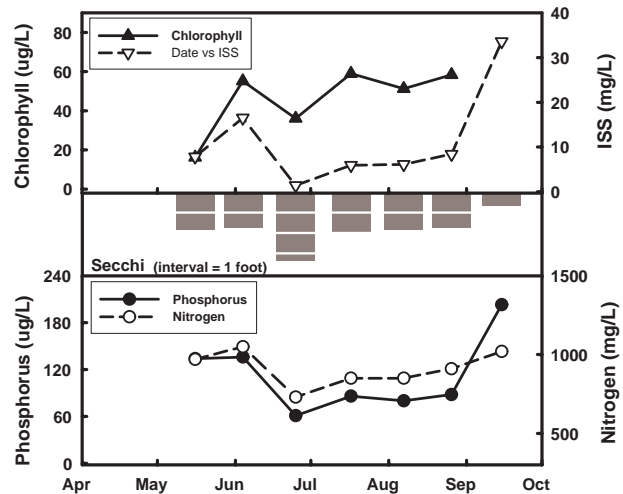 Chlorophyll (ug/L)
80
60
40
20
0
Chlorophyll
Date vs ISS
40
30
20
10
0
ISS (mg/L)
Secchi (interval = 1 foot)
Phosphorus (ug/L)
240
180
120
60
0
Phosphorus
Nitrogen
1500
1000
500
Nitrogen (mg/L)
Apr May Jun Jul Aug Sep Oct